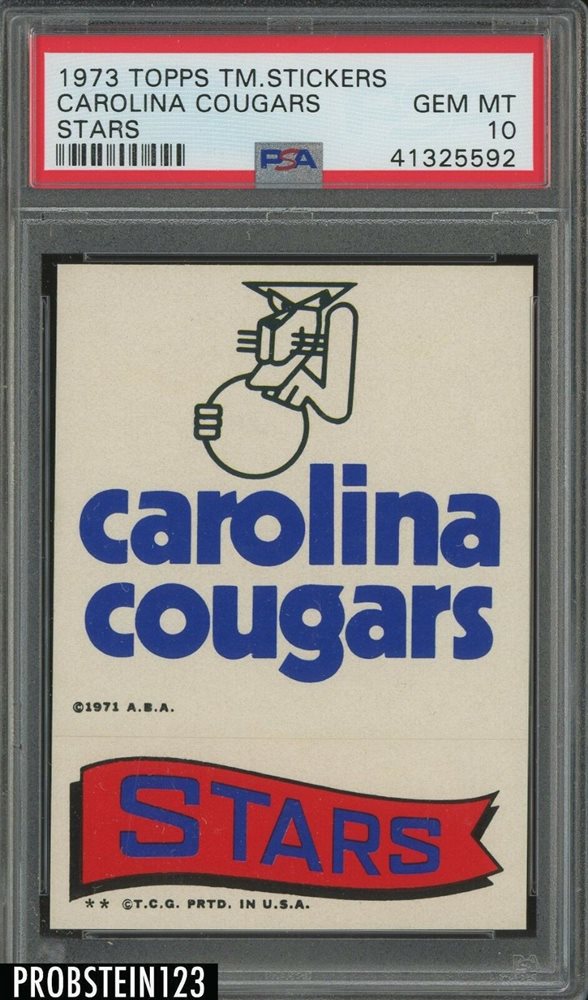 1973 TOPPS TM.STICKERS
CAROLINA COUGARS GEM MT
STARS 10
PSA 41325592
carolina
cougars
©1971 A.B.A.
STARS
** ©T.C.G. PRTD. IN U.S.A.
PROBSTEIN123